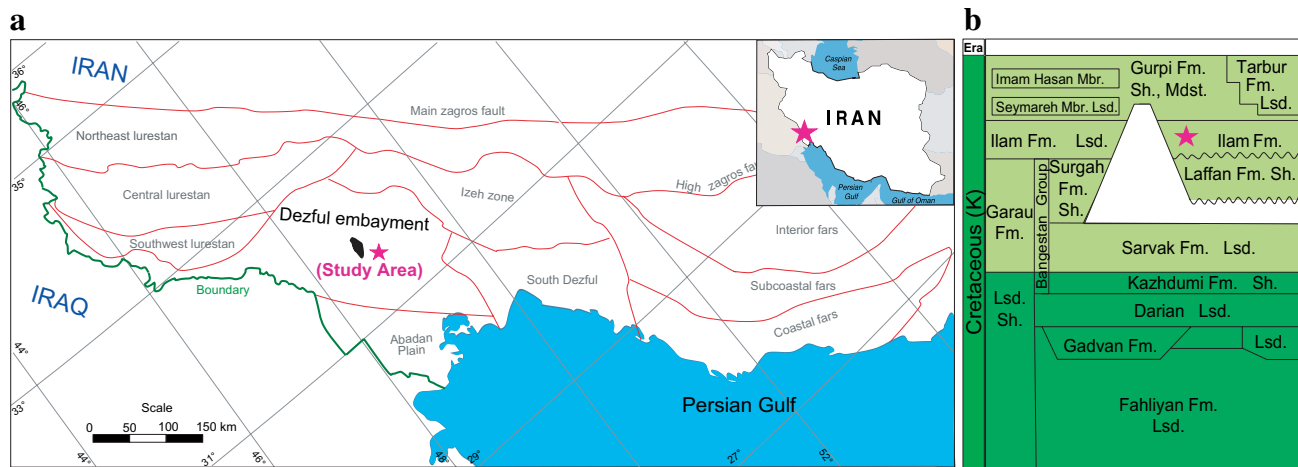 a
IRAN
36°
46°
35°
Northeast lurestan
Main zagros fault
Central lurestan
Izeh zone
High zagros fau
Dezful embayment
(Study Area)
Southwest lurestan
Boundary
IRAQ
South Dezful
Interior fars
Subcoastal fars
Coastal fars
Abadan
Plain
44°
33°
Persian Gulf
Scale
0 50 100 150 km
44°
31°
46°
48°
29°
27°
52°
Caspian
Sea
IRAN
Persian
Gulf
Gulf of Oman
b
Era
Cretaceous (K)
Imam Hasan Mbr.
Seymareh Mbr. Lsd.
Gurpi Fm.
Sh., Mdst.
Tarbur
Fm.
Lsd.
Ilam Fm. Lsd.
Ilam Fm.
Surgah
Fm.
Sh.
Laffan Fm. Sh.
Garau
Fm.
Bangestan Group
Sarvak Fm. Lsd.
Kazhdumi Fm. Sh.
Lsd.
Sh.
Darian Lsd.
Gadvan Fm.
Lsd.
Fahliyan Fm.
Lsd.